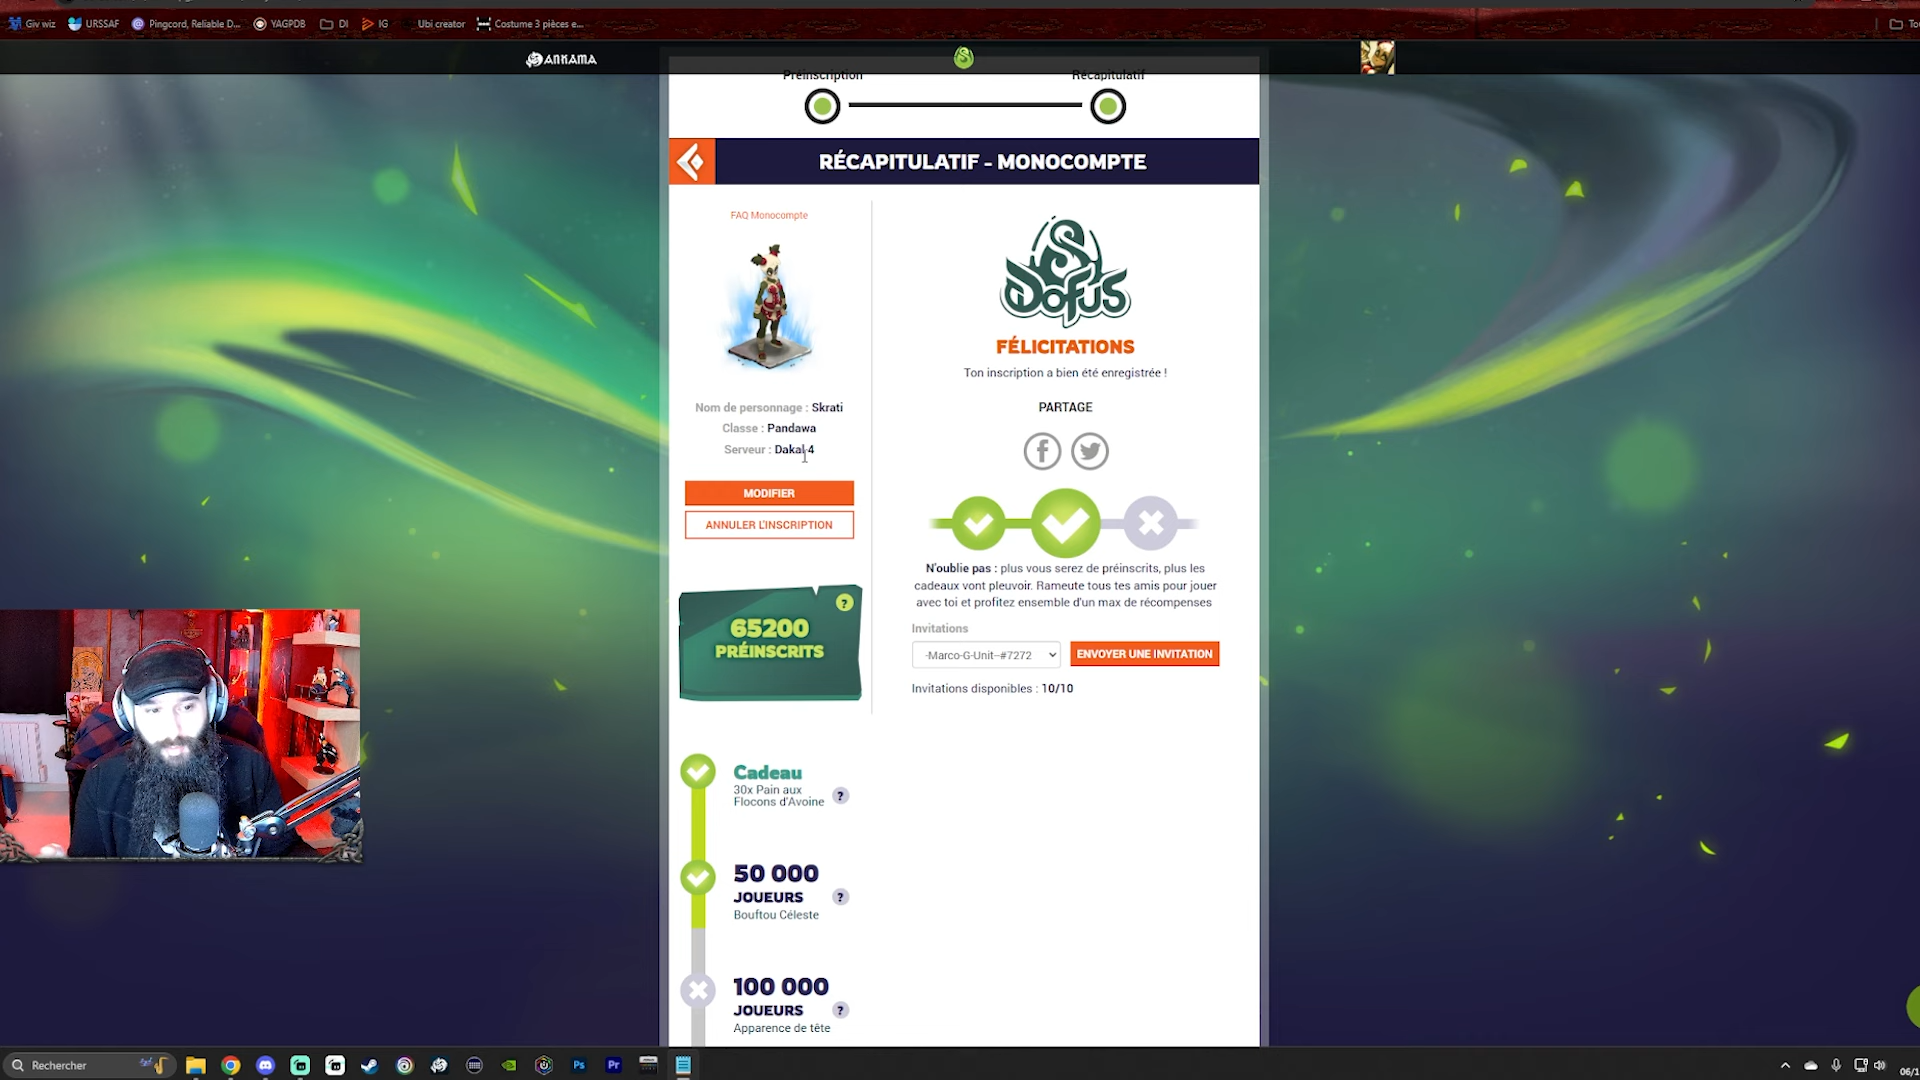 Giv wiz
URSSAF
Pingcord, Reliable D...
YAGPDB
DI
IG
Ubi creator
Costume 3 pièces e...
ANKAMA
Préinscription
Récapitulatif
RÉCAPITULATIF - MONOCOMPTE
FAQ Monocompte
Nom de personnage : Skrati
Classe : Pandawa
Serveur : Dakal 4
MODIFIER
ANNULER L'INSCRIPTION
65200
PRÉINSCRITS
?
DOFUS
FÉLICITATIONS
Ton inscription a bien été enregistrée !
PARTAGE
N'oublie pas : plus vous serez de préinscrits, plus les
cadeaux vont pleuvoir. Rameute tous tes amis pour jouer
avec toi et profitez ensemble d'un max de récompenses
Invitations
-Marco-G-Unit--#7272
ENVOYER UNE INVITATION
Invitations disponibles : 10/10
Cadeau
30x Pain aux
Flocons d'Avoine
?
50 000
JOUEURS
?
Bouftou Céleste
100 000
JOUEURS
?
Apparence de tête
Rechercher
Ps
Pr
06/1